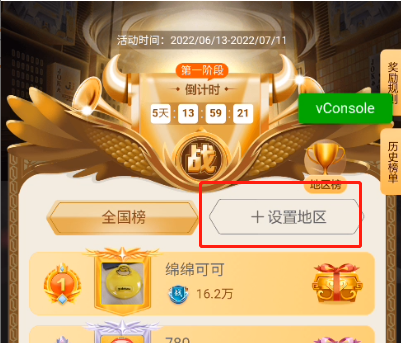 活动时间：2022/06/13-2022/07/11
第一阶段
倒计时
5天：13：59：21
vConsole
奖励规则
历史榜单
战
地区榜
全国榜
＋设置地区
1
绵绵可可
战 16.2万
780